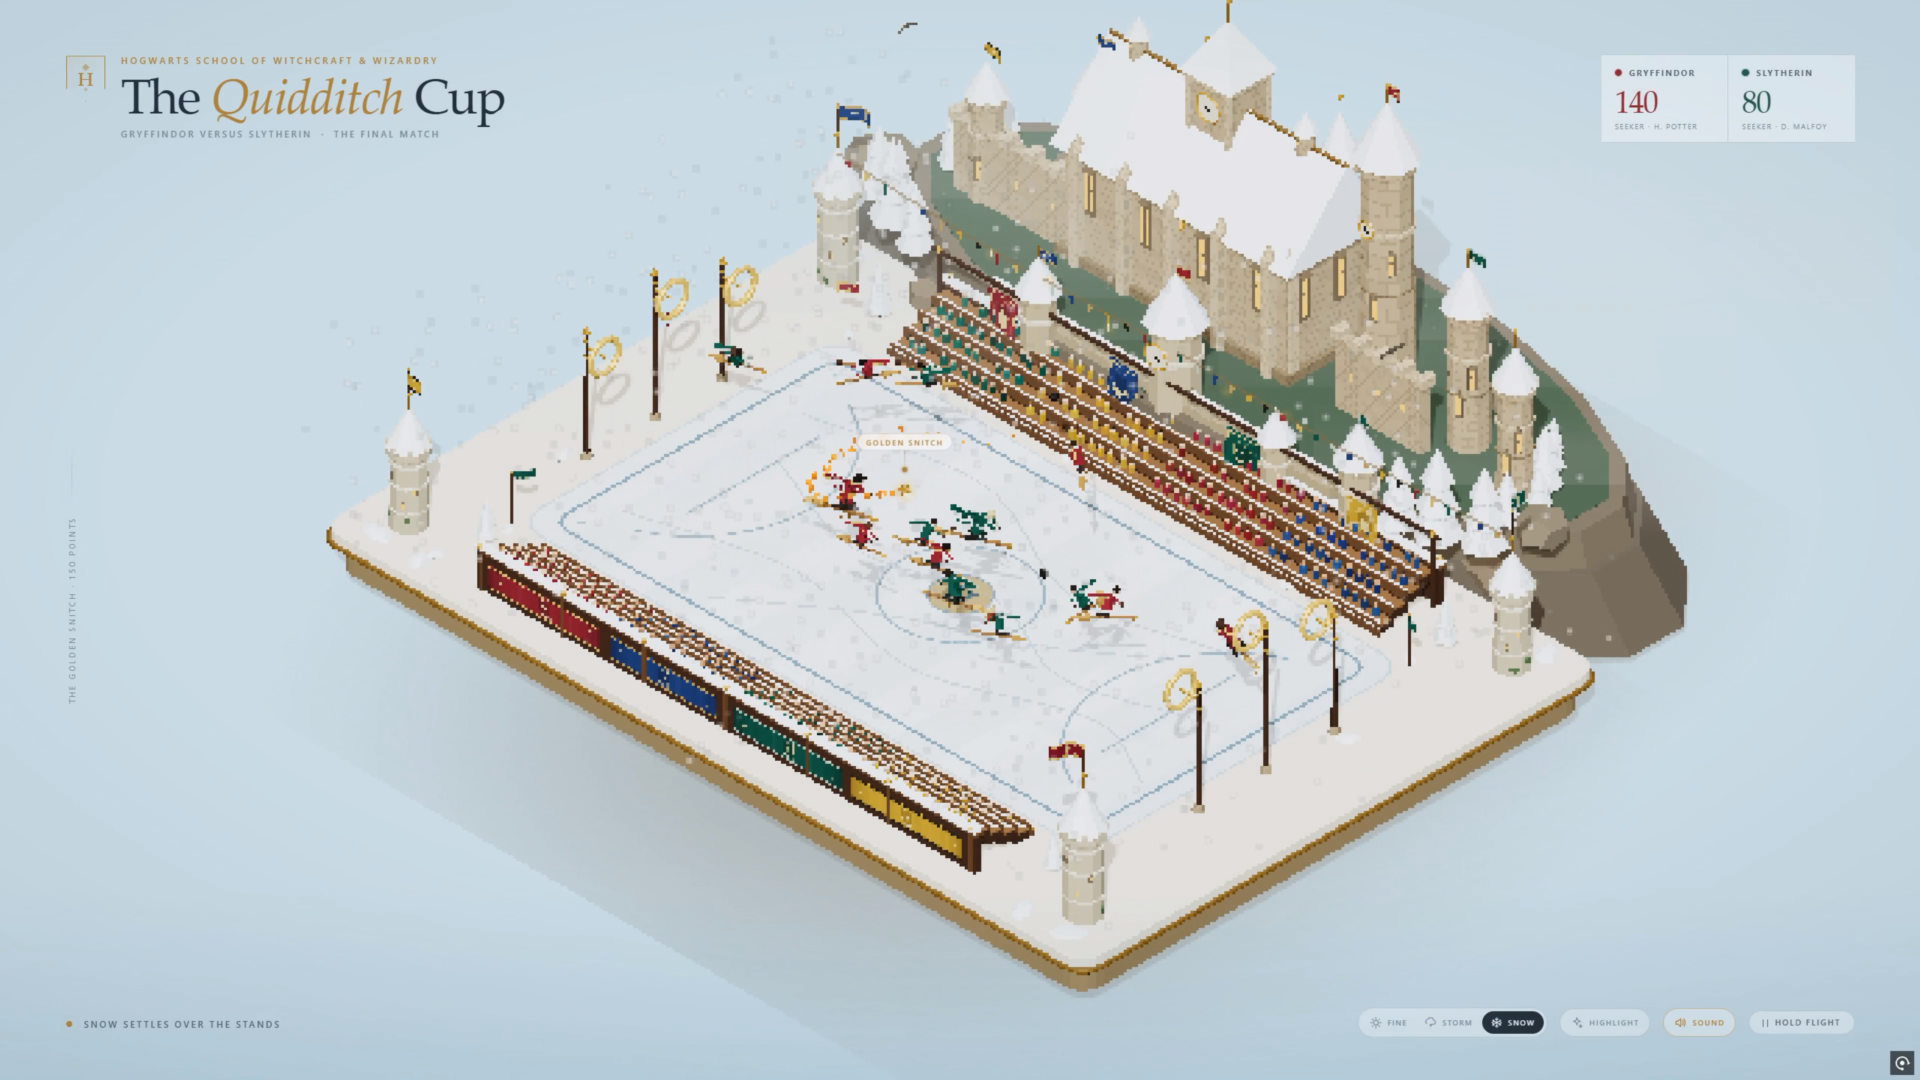 H
HOGWARTS SCHOOL OF WITCHCRAFT & WIZARDRY
The Quidditch Cup
GRYFFINDOR VERSUS SLYTHERIN · THE FINAL MATCH
GRYFFINDOR
140
SEEKER · H. POTTER
SLYTHERIN
80
SEEKER · D. MALFOY
GOLDEN SNITCH
THE GOLDEN SNITCH · 150 POINTS
SNOW SETTLES OVER THE STANDS
FINE
STORM
SNOW
HIGHLIGHT
SOUND
HOLD FLIGHT